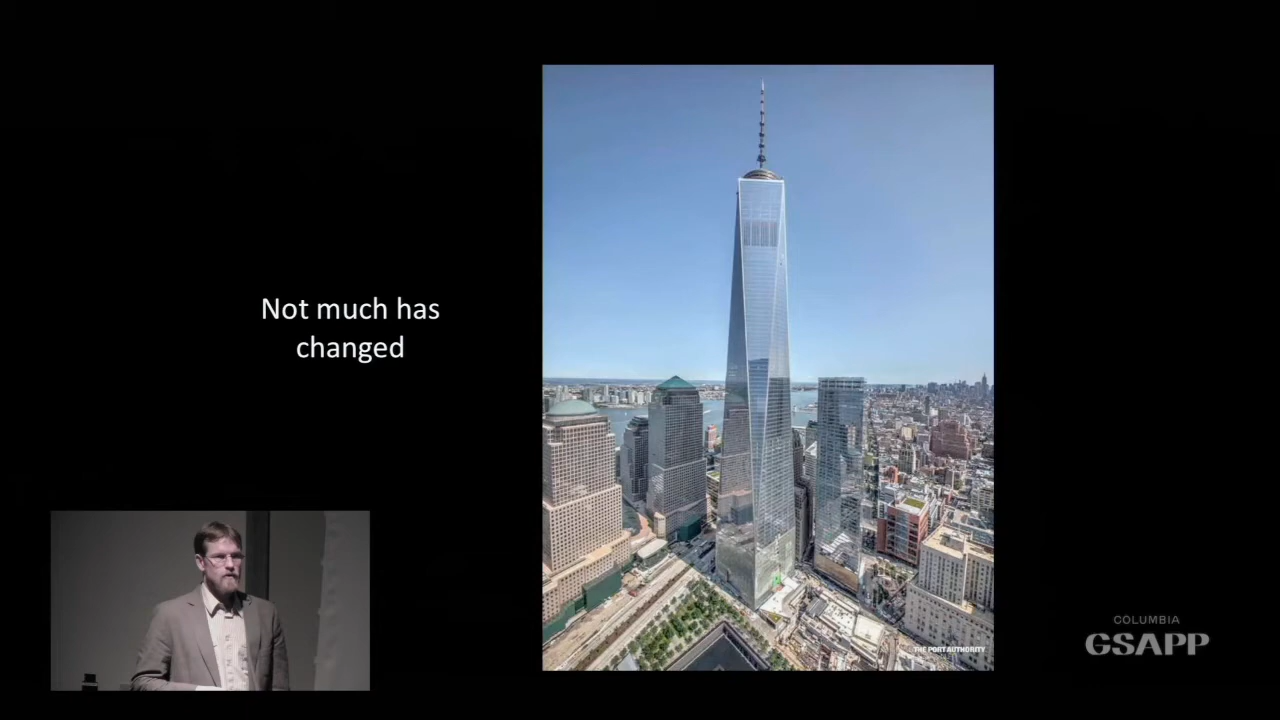 Not much has
changed
THE PORT AUTHORITY
COLUMBIA
GSAPP